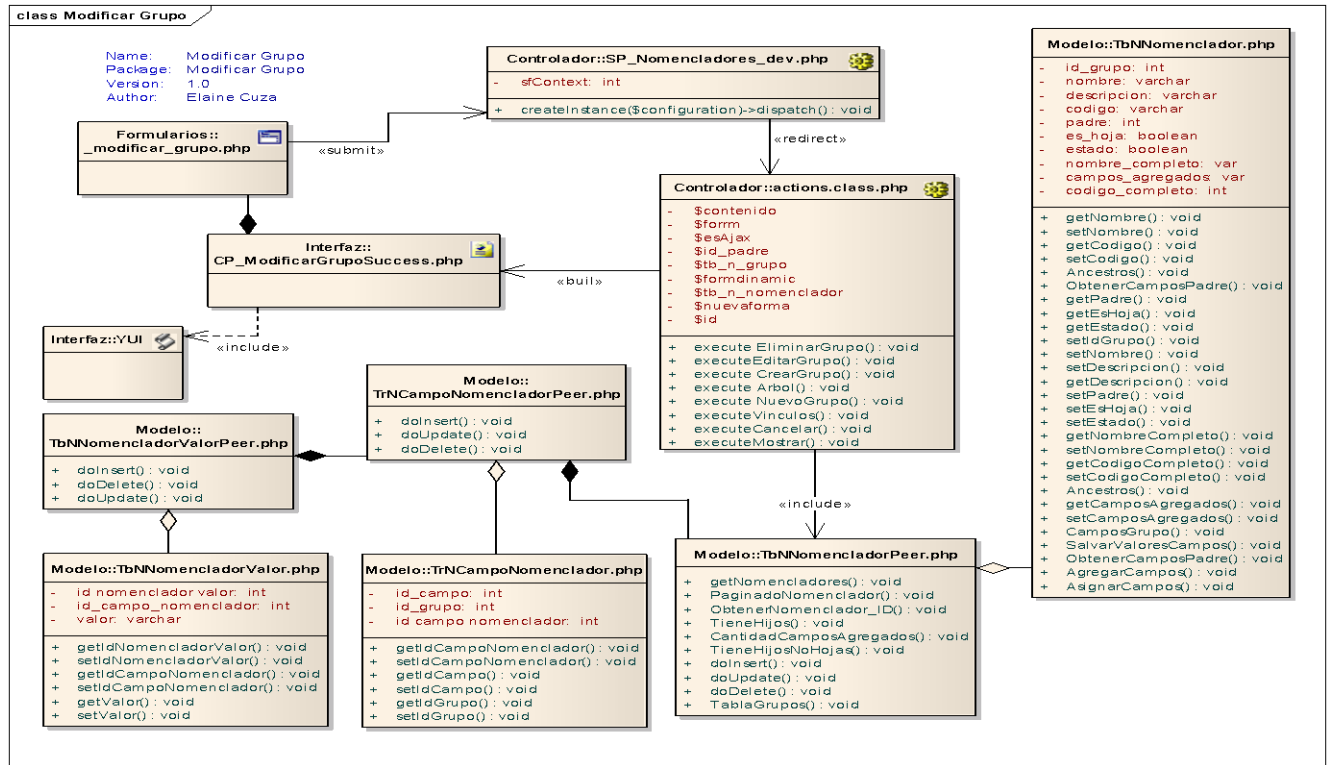 class Modificar Grupo
Name: Modificar Grupo
Package: Modificar Grupo
Version: 1.0
Author: Elaine Cuza
Formularios::
_modificar_grupo.php
«submit»
Controlador::SP_Nomencladores_dev.php
- sfContext: int
+ createInstance($configuration)->dispatch() : void
«redirect»
Interfaz::
CP_ModificarGrupoSuccess.php
«buil»
Interfaz::YUI
«include»
Controlador::actions.class.php
- $contenido
- $forrm
- $esAjax
- $id_padre
- $tb_n_grupo
- $formdinamic
- $tb_n_nomenclador
- $nuevaforma
- $id
+ execute EliminarGrupo() : void
+ executeEditarGrupo() : void
+ execute CrearGrupo() : void
+ execute Arbol() : void
+ execute NuevoGrupo() : void
+ executeVinculos() : void
+ executeCancelar() : void
+ executeMostrar() : void
«include»
Modelo::
TrNCampoNomencladorPeer.php
+ doInsert() : void
+ doUpdate() : void
+ doDelete() : void
Modelo::
TbNNomencladorValorPeer.php
+ doInsert() : void
+ doDelete() : void
+ doUpdate() : void
Modelo::TbNNomencladorValor.php
- id nomenclador valor: int
- id_campo_nomenclador: int
- valor: varchar
+ getIdNomencladorValor() : void
+ setIdNomencladorValor() : void
+ getIdCampoNomenclador() : void
+ setIdCampoNomenclador() : void
+ getValor() : void
+ setValor() : void
Modelo::TrNCampoNomenclador.php
- id_campo: int
- id_grupo: int
- id campo nomenclador: int
+ getIdCampoNomenclador() : void
+ setIdCampoNomenclador() : void
+ getIdCampo() : void
+ setIdCampo() : void
+ getIdGrupo() : void
+ setIdGrupo() : void
Modelo::TbNNomencladorPeer.php
+ getNomencladores() : void
+ PaginadoNomenclador() : void
+ ObtenerNomenclador_ID() : void
+ TieneHijos() : void
+ CantidadCamposAgregados() : void
+ TieneHijosNoHojas() : void
+ doInsert() : void
+ doUpdate() : void
+ doDelete() : void
+ TablaGrupos() : void
Modelo::TbNNomenclador.php
- id_grupo: int
- nombre: varchar
- descripcion: varchar
- codigo: varchar
- padre: int
- es_hoja: boolean
- estado: boolean
- nombre_completo: var
- campos_agregados: var
- codigo_completo: int
+ getNombre() : void
+ setNombre() : void
+ getCodigo() : void
+ setCodigo() : void
+ Ancestros() : void
+ ObtenerCamposPadre() : void
+ getPadre() : void
+ getEsHoja() : void
+ getEstado() : void
+ setIdGrupo() : void
+ setNombre() : void
+ setDescripcion() : void
+ getDescripcion() : void
+ setPadre() : void
+ setEsHoja() : void
+ setEstado() : void
+ getNombreCompleto() : void
+ setNombreCompleto() : void
+ getCodigoCompleto() : void
+ setCodigoCompleto() : void
+ Ancestros() : void
+ getCamposAgregados() : void
+ setCamposAgregados() : void
+ CamposGrupo() : void
+ SalvarValoresCampos() : void
+ ObtenerCamposPadre() : void
+ AgregarCampos() : void
+ AsignarCampos() : void